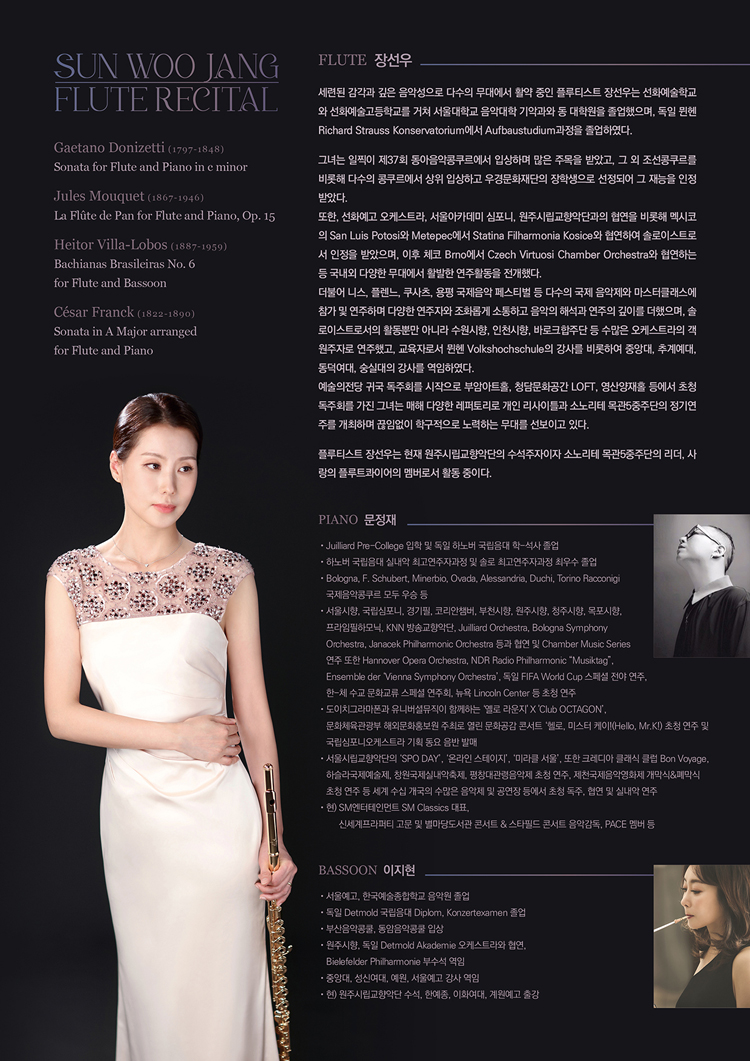 SUN WOO JANG
FLUTE RECITAL
Gaetano Donizetti (1797-1848)
Sonata for Flute and Piano in c minor
Jules Mouquet (1867-1946)
La Flûte de Pan for Flute and Piano, Op. 15
Heitor Villa-Lobos (1887-1959)
Bachianas Brasileiras No. 6
for Flute and Bassoon
César Franck (1822-1890)
Sonata in A Major arranged
for Flute and Piano
FLUTE 장선우
세련된 감각과 깊은 음악성으로 다수의 무대에서 활약 중인 플루티스트 장선우는 선화예술학교
와 선화예술고등학교를 거쳐 서울대학교 음악대학 기악과와 동 대학원을 졸업했으며, 독일 뮌헨
Richard Strauss Konservatorium에서 Aufbaustudium과정을 졸업하였다.
그녀는 일찍이 제37회 동아음악콩쿠르에서 입상하며 많은 주목을 받았고, 그 외 조선콩쿠르를
비롯해 다수의 콩쿠르에서 상위 입상하고 우경문화재단의 장학생으로 선정되어 그 재능을 인정
받았다.
또한, 선화예고 오케스트라, 서울아카데미 심포니, 원주시립교향악단과의 협연을 비롯해 멕시코
의 San Luis Potosi와 Metepec에서 Statina Filharmonia Kosice와 협연하여 솔로이스트로
서 인정을 받았으며, 이후 체코 Brno에서 Czech Virtuosi Chamber Orchestra와 협연하는
등 국내외 다양한 무대에서 활발한 연주활동을 전개했다.
더불어 니스, 플렌느, 쿠사츠, 용평 국제음악 페스티벌 등 다수의 국제 음악제와 마스터클래스에
참가 및 연주하며 다양한 연주자와 조화롭게 소통하고 음악의 해석과 연주의 깊이를 더했으며, 솔
로이스트로서의 활동뿐만 아니라 수원시향, 인천시향, 바로크합주단 등 수많은 오케스트라의 객
원주자로 연주했고, 교육자로서 뮌헨 Volkshochschule의 강사를 비롯하여 중앙대, 추계예대,
동덕여대, 숭실대의 강사를 역임하였다.
예술의전당 귀국 독주회를 시작으로 부암아트홀, 청담문화공간 LOFT, 영산양재홀 등에서 초청
독주회를 가진 그녀는 매해 다양한 레퍼토리로 개인 리사이틀과 소노리테 목관5중주단의 정기연
주를 개최하며 끊임없이 학구적으로 노력하는 무대를 선보이고 있다.
플루티스트 장선우는 현재 원주시립교향악단의 수석주자이자 소노리테 목관5중주단의 리더, 사
랑의 플루트콰이어의 멤버로서 활동 중이다.
PIANO 문정재
• Juilliard Pre-College 입학 및 독일 하노버 국립음대 학-석사 졸업
• 하노버 국립음대 실내악 최고연주자과정 및 솔로 최고연주자과정 최우수 졸업
• Bologna, F. Schubert, Minerbio, Ovada, Alessandria, Duchi, Torino Racconigi
국제음악콩쿠르 모두 우승 등
• 서울시향, 국립심포니, 경기필, 코리안챔버, 부천시향, 원주시향, 청주시향, 목포시향,
프라임필하모닉, KNN 방송교향악단, Juilliard Orchestra, Bologna Symphony
Orchestra, Janacek Philharmonic Orchestra 등과 협연 및 Chamber Music Series
연주 또한 Hannover Opera Orchestra, NDR Radio Philharmonic "Musiktag",
Ensemble der 'Vienna Symphony Orchestra', 독일 FIFA World Cup 스페셜 전야 연주,
한-체 수교 문화교류 스페셜 연주회, 뉴욕 Lincoln Center 등 초청 연주
• 도이치그라마폰과 유니버설뮤직이 함께하는 '옐로 라운지' X 'Club OCTAGON',
문화체육관광부 해외문화홍보원 주최로 열린 문화공감 콘서트 '헬로, 미스터 케이!(Hello, Mr.K!) 초청 연주 및
국립심포니오케스트라 기획 동요 음반 발매
• 서울시립교향악단의 'SPO DAY', '온라인 스테이지', '미라클 서울', 또한 크레디아 클래식 클럽 Bon Voyage,
하슬라국제예술제, 창원국제실내악축제, 평창대관령음악제 초청 연주, 제천국제음악영화제 개막식&폐막식
초청 연주 등 세계 수십 개국의 수많은 음악제 및 공연장 등에서 초청 독주, 협연 및 실내악 연주
• 현) SM엔터테인먼트 SM Classics 대표,
신세계프라퍼티 고문 및 별마당도서관 콘서트 & 스타필드 콘서트 음악감독, PACE 멤버 등
BASSOON 이지현
• 서울예고, 한국예술종합학교 음악원 졸업
• 독일 Detmold 국립음대 Diplom, Konzertexamen 졸업
• 부산음악콩쿨, 동암음악콩쿨 입상
• 원주시향, 독일 Detmold Akademie 오케스트라와 협연,
Bielefelder Philharmonie 부수석 역임
• 중앙대, 성신여대, 예원, 서울예고 강사 역임
• 현) 원주시립교향악단 수석, 한예종, 이화여대, 계원예고 출강